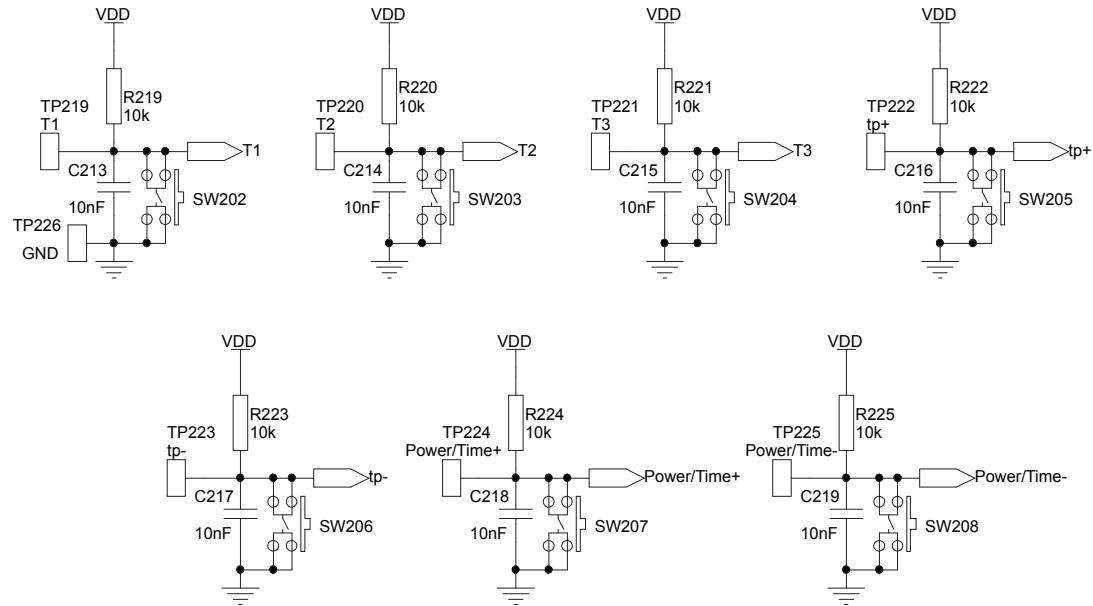 VDD
VDD
VDD
VDD
R219
10k
R220
10k
R221
10k
R222
10k
TP219
T1
TP220
T2
TP221
T3
TP222
tp+
T1
T2
T3
tp+
C213
C214
C215
C216
10nF
SW202
10nF
SW203
10nF
SW204
10nF
SW205
TP226
GND
VDD
VDD
VDD
R223
10k
R224
10k
R225
10k
TP223
tp-
TP224
Power/Time+
TP225
Power/Time-
tp-
Power/Time+
Power/Time-
C217
C218
C219
10nF
SW206
10nF
SW207
10nF
SW208